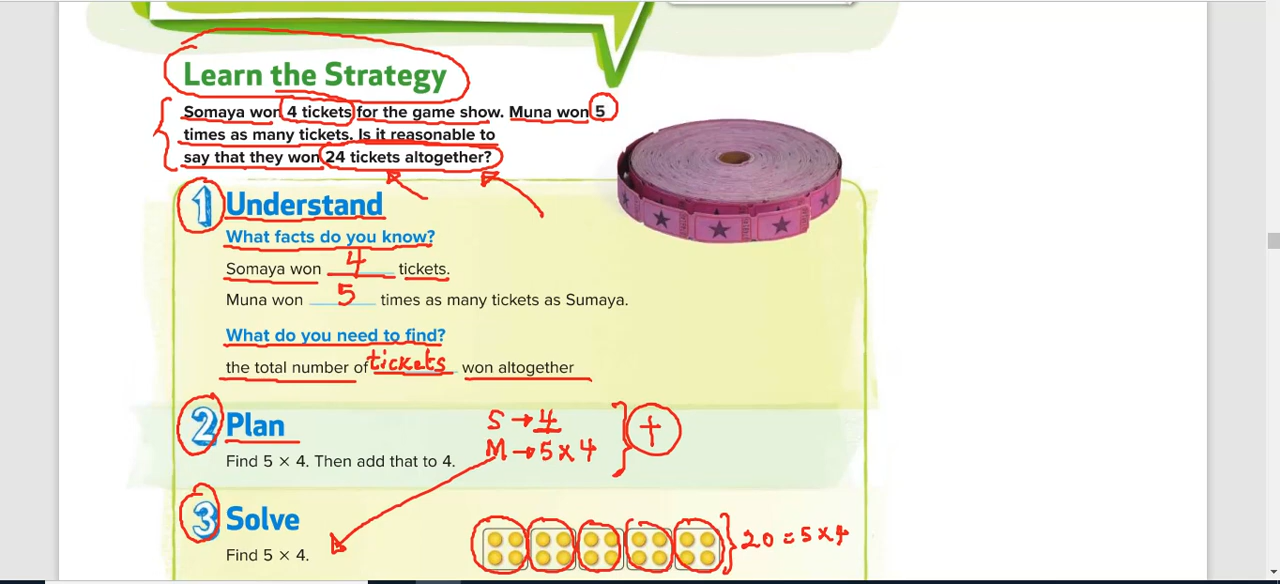 Learn the Strategy
Somaya won 4 tickets for the game show. Muna won 5
times as many tickets. Is it reasonable to
say that they won 24 tickets altogether?
1 Understand
What facts do you know?
Somaya won 4 tickets.
Muna won 5 times as many tickets as Sumaya.
What do you need to find?
the total number of tickets won altogether
2 Plan
S → 4
M → 5 x 4
+
Find 5 × 4. Then add that to 4.
3 Solve
Find 5 × 4.
20 = 5 x 4